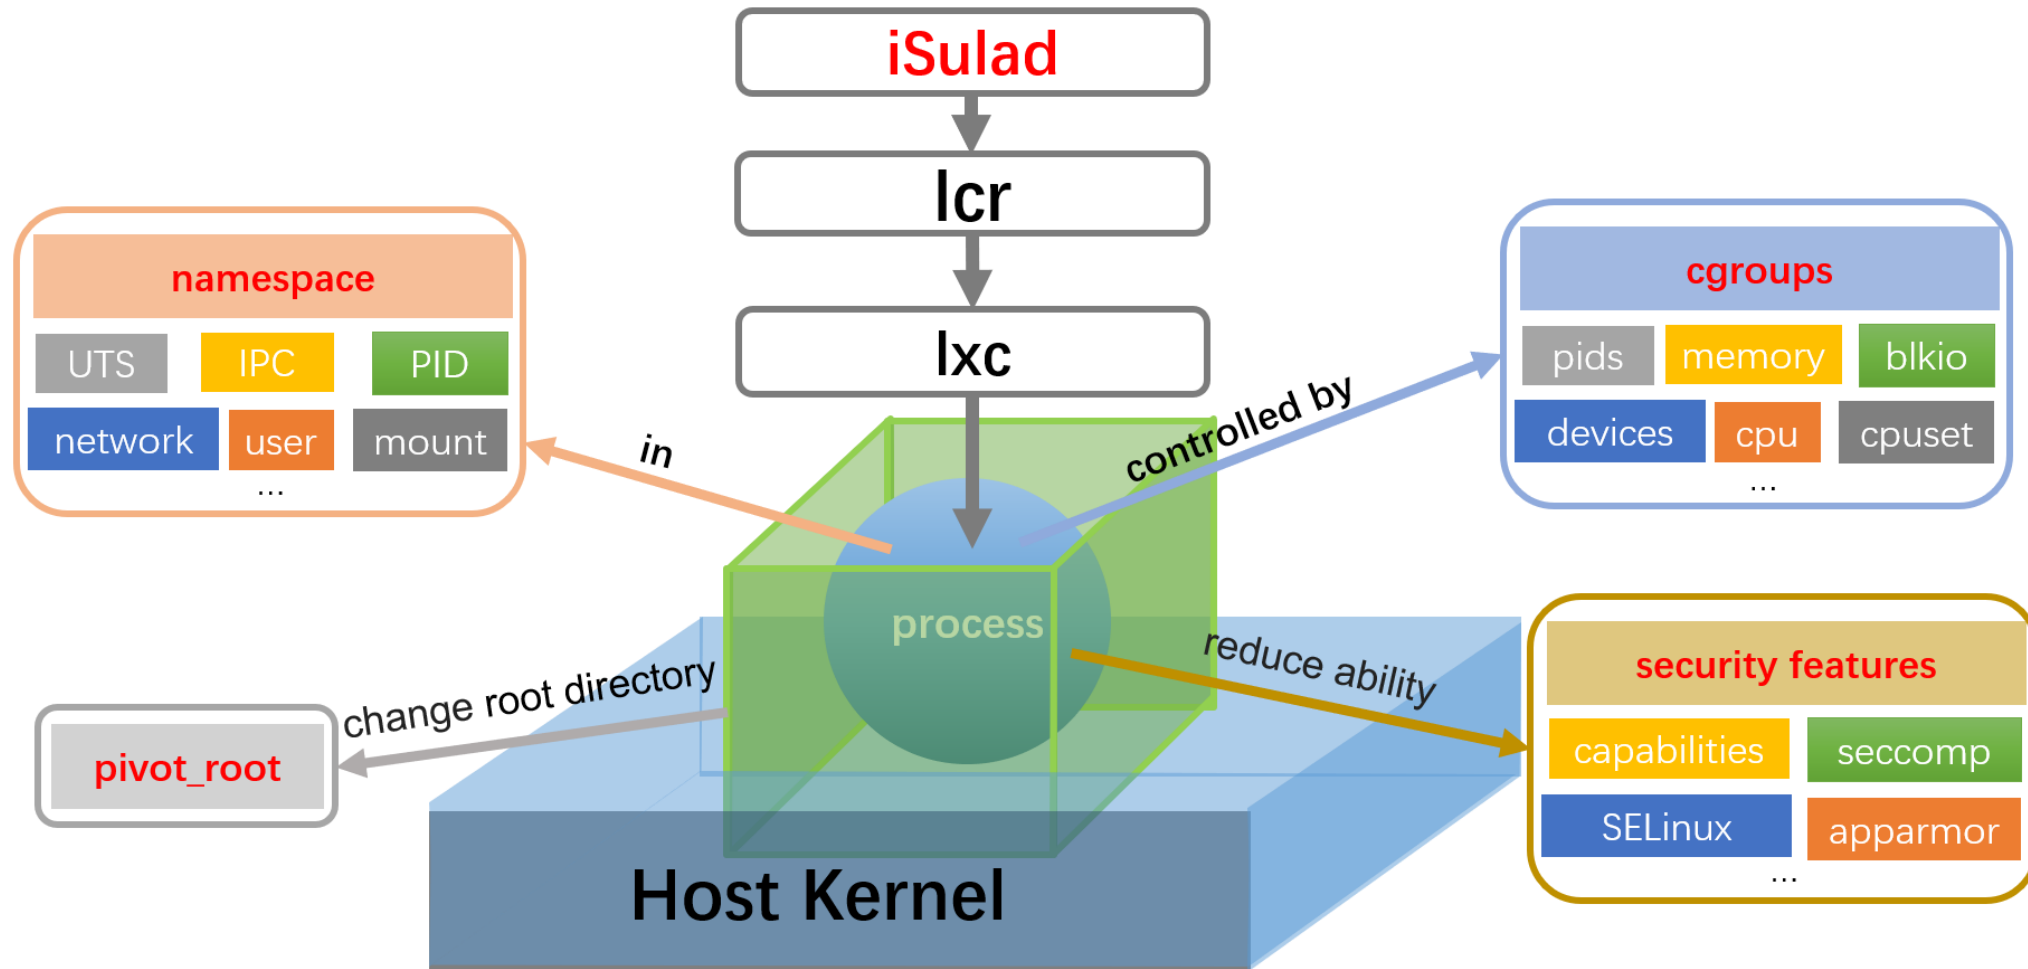 iSulad
lcr
lxc
namespace
UTS IPC PID
network user mount
...
in
controlled by
cgroups
pids memory blkio
devices cpu cpuset
...
process
change root directory
pivot_root
reduce ability
security features
capabilities seccomp
SELinux apparmor
...
Host Kernel